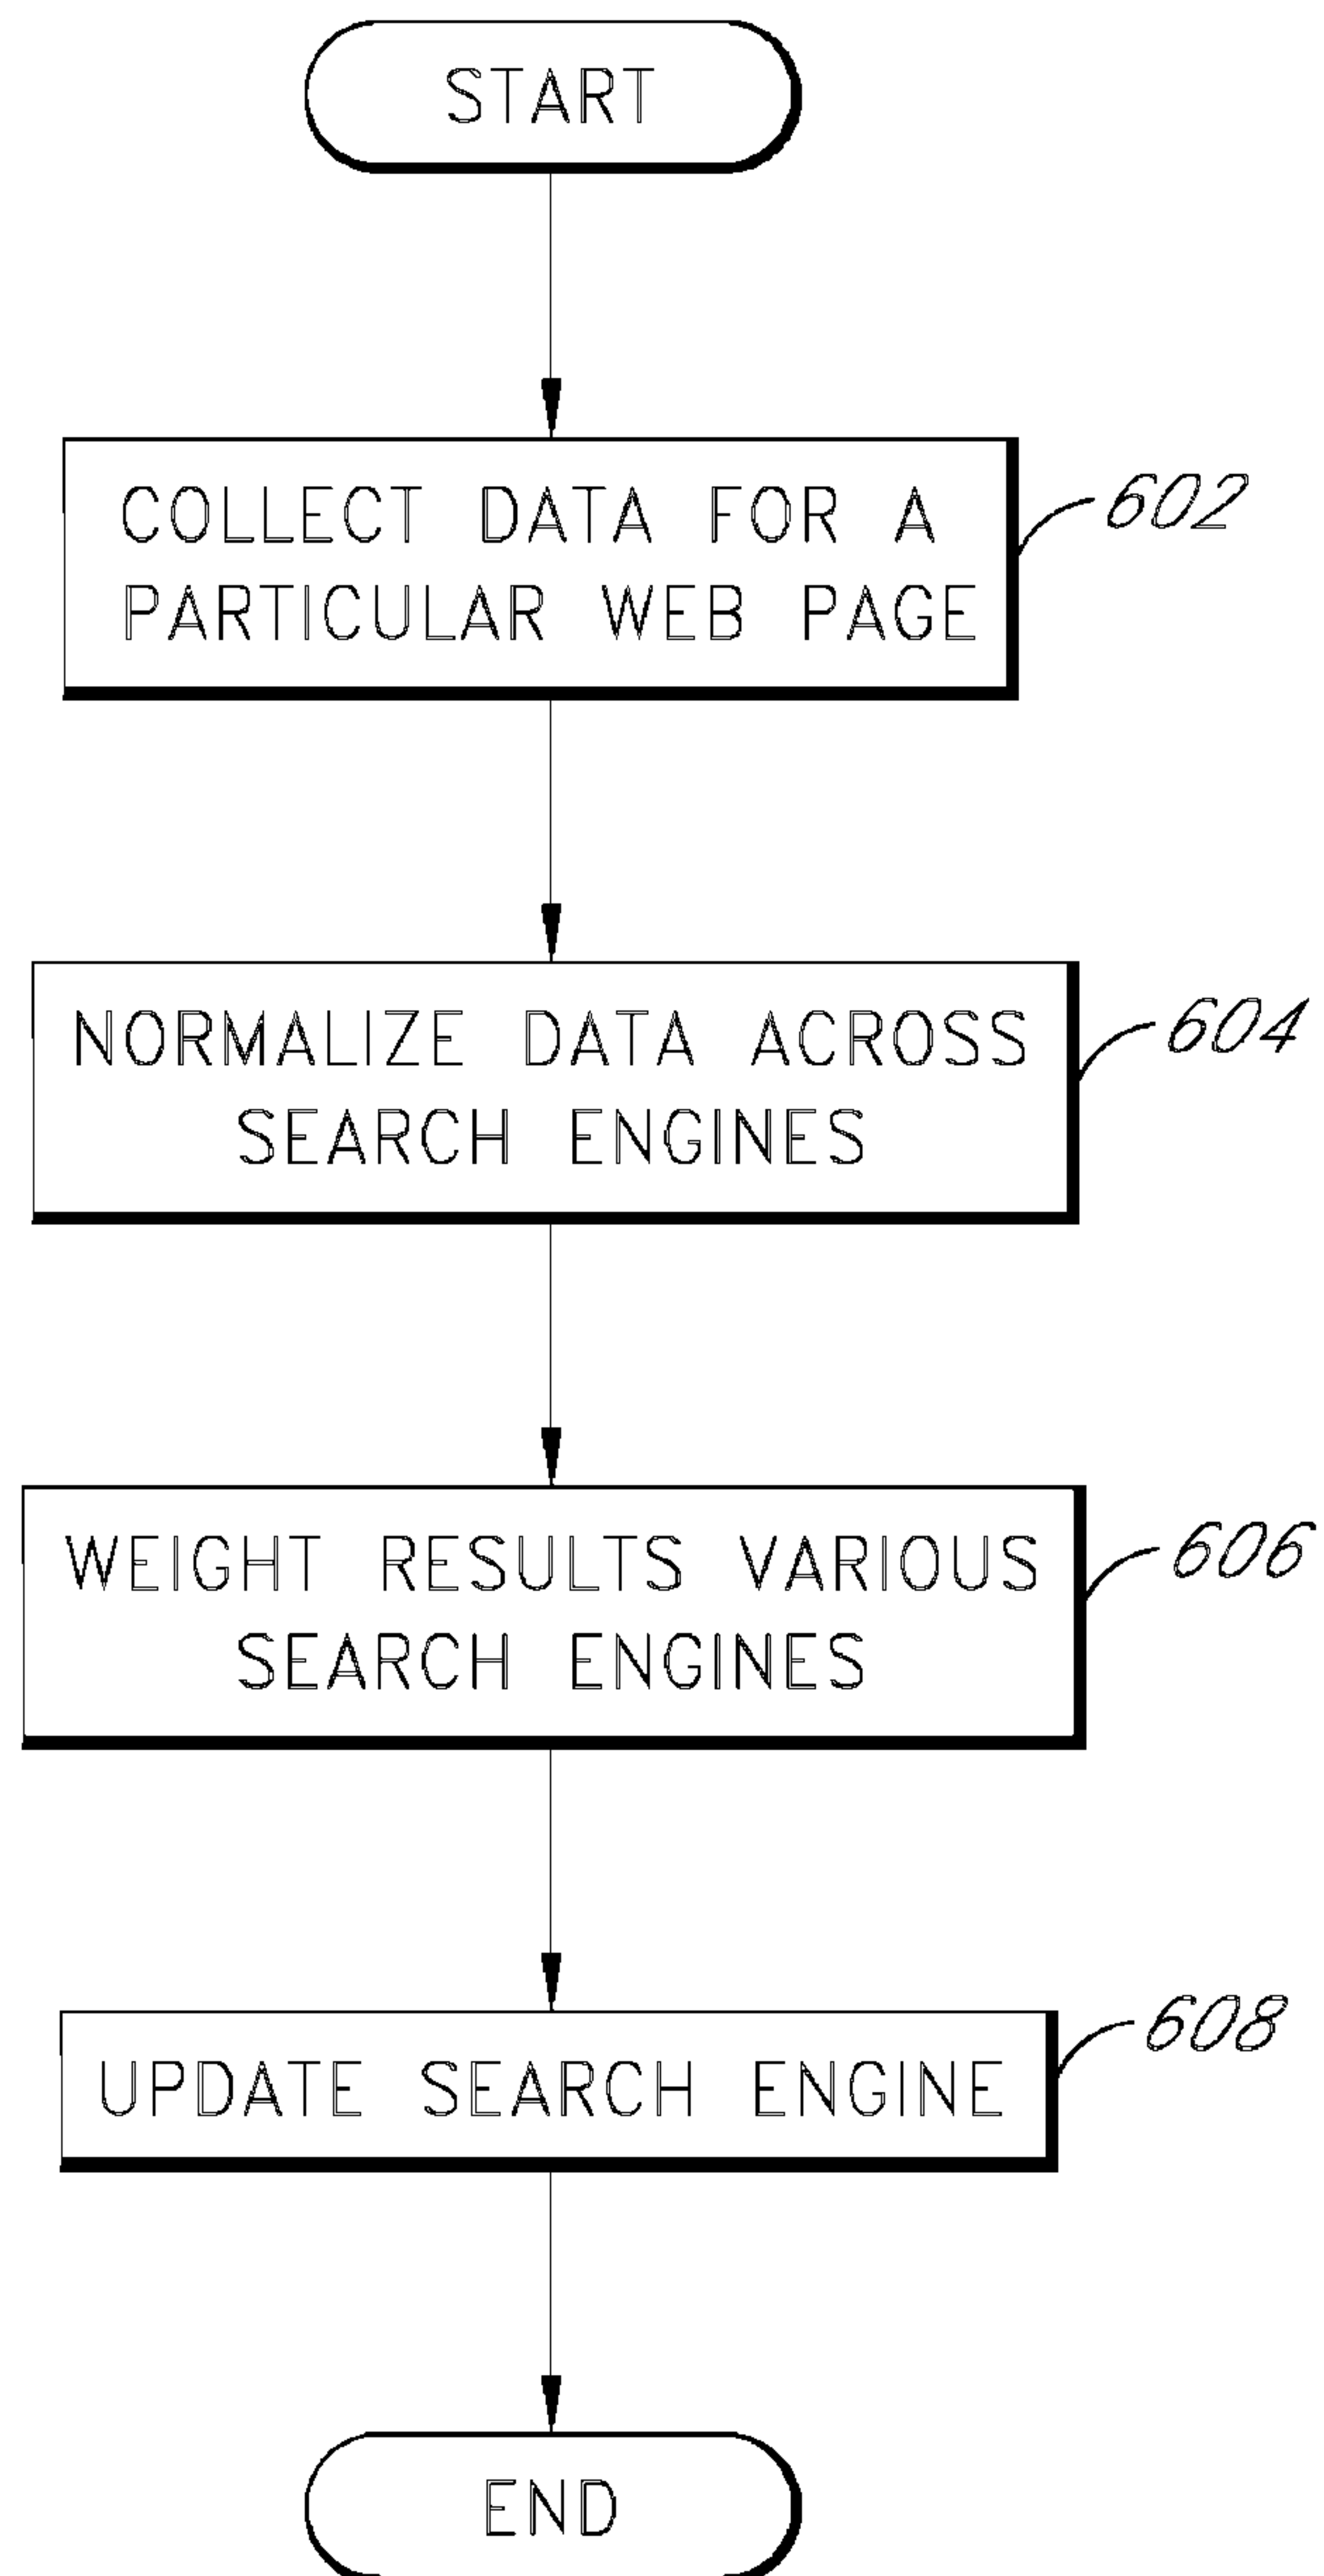 START
COLLECT DATA FOR A
PARTICULAR WEB PAGE
602
NORMALIZE DATA ACROSS
SEARCH ENGINES
604
WEIGHT RESULTS VARIOUS
SEARCH ENGINES
606
UPDATE SEARCH ENGINE
608
END